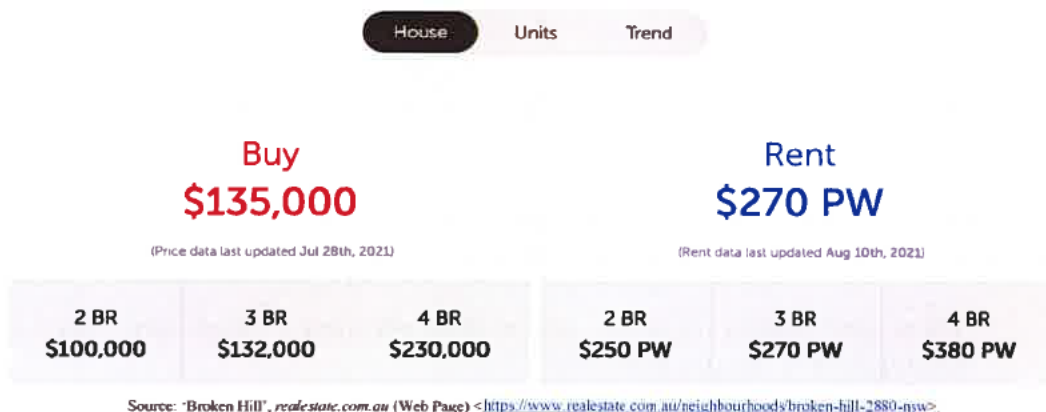 House Units Trend
Buy
$135,000
(Price data last updated Jul 28th, 2021)
Rent
$270 PW
(Rent data last updated Aug 10th, 2021)
2 BR 3 BR 4 BR
$100,000 $132,000 $230,000
2 BR 3 BR 4 BR
$250 PW $270 PW $380 PW
Source: 'Broken Hill', realestate.com.au (Web Page) <https://www.realestate.com.au/neighbourhoods/broken-hill-2880-nsw>.